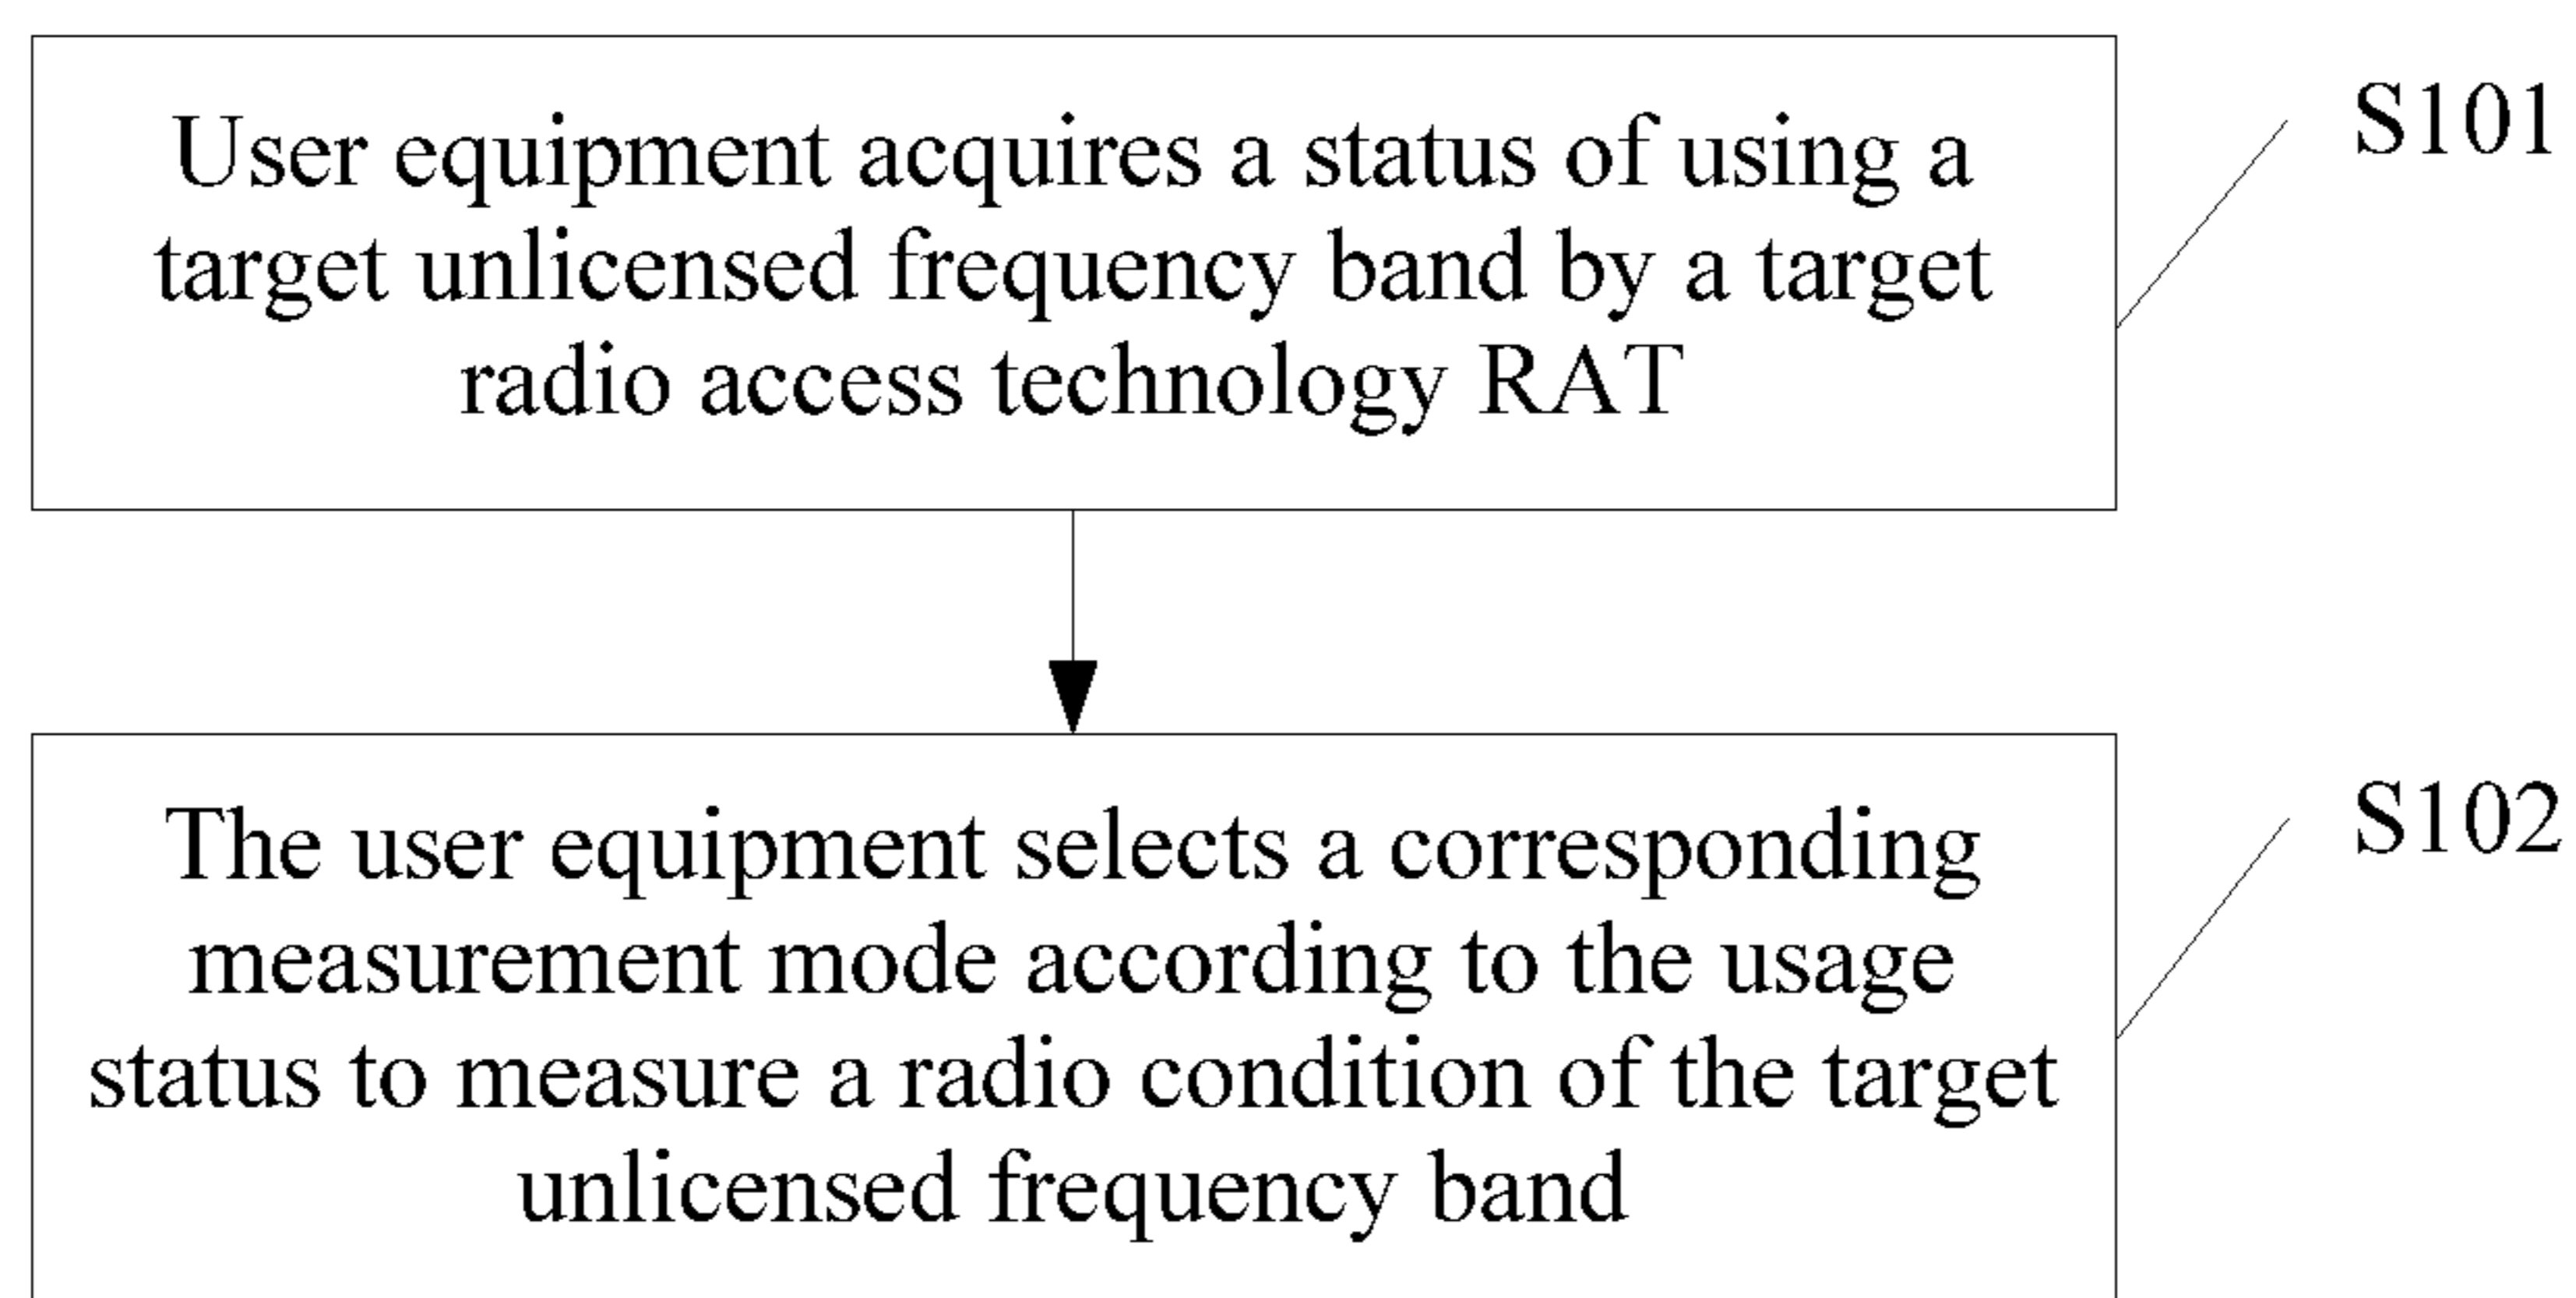 User equipment acquires a status of using a
target unlicensed frequency band by a target
radio access technology RAT
S101
The user equipment selects a corresponding
measurement mode according to the usage
status to measure a radio condition of the target
unlicensed frequency band
S102